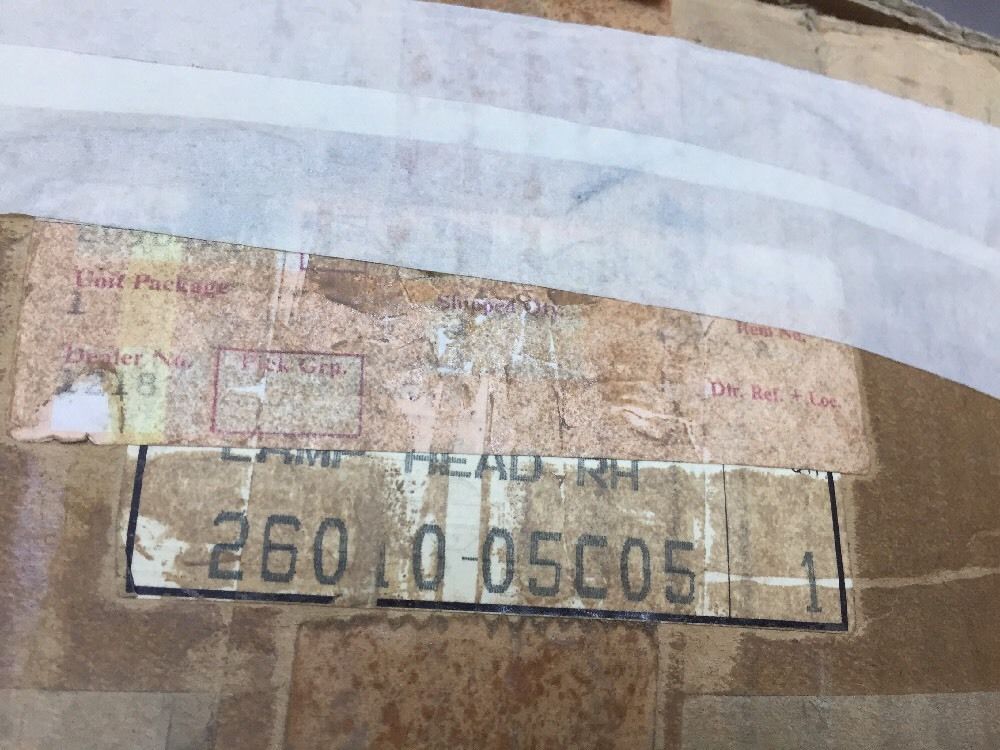 Unit Package
Shipped Qty.
Item No.
1
Dealer No.
Pick Grp.
Dlr. Ref. + Loc.
218
LAMP HEAD, RH
26010-05C05
1